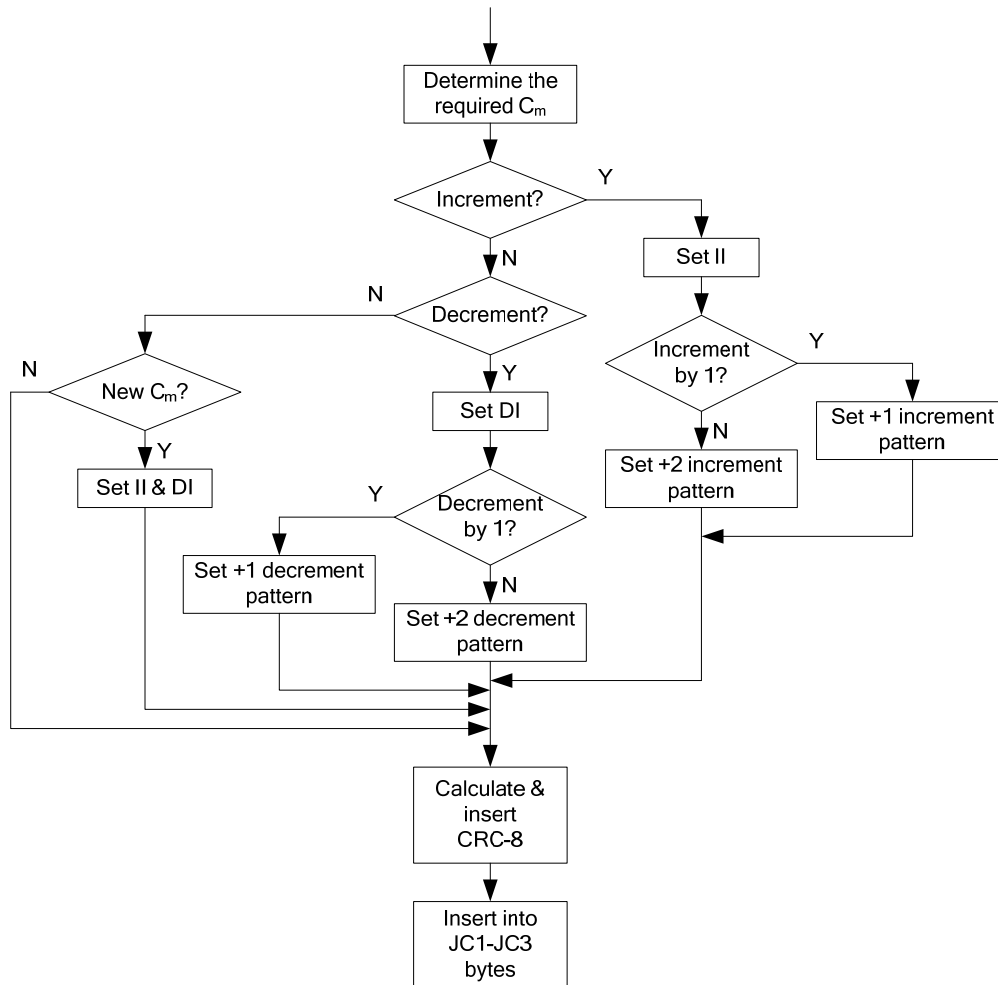 Determine the
required Cm
Increment?
Y
Set II
N
N
Decrement?
Increment
by 1?
Y
N
New Cm?
Y
Set DI
Set +1 increment
pattern
N
Y
Set II & DI
Set +2 increment
pattern
Y
Decrement
by 1?
Set +1 decrement
pattern
N
Set +2 decrement
pattern
Calculate &
insert
CRC-8
Insert into
JC1-JC3
bytes